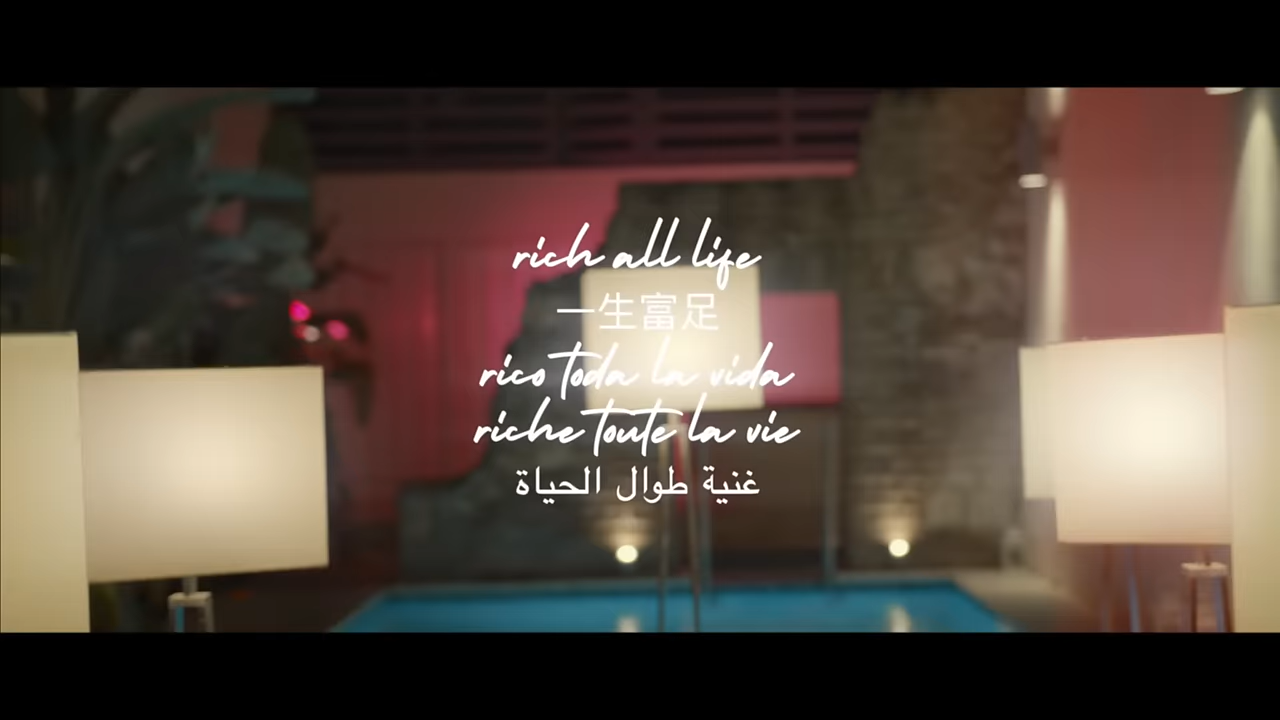 rich all life
一生富足
rico toda la vida
riche toute la vie
غنية طوال الحياة